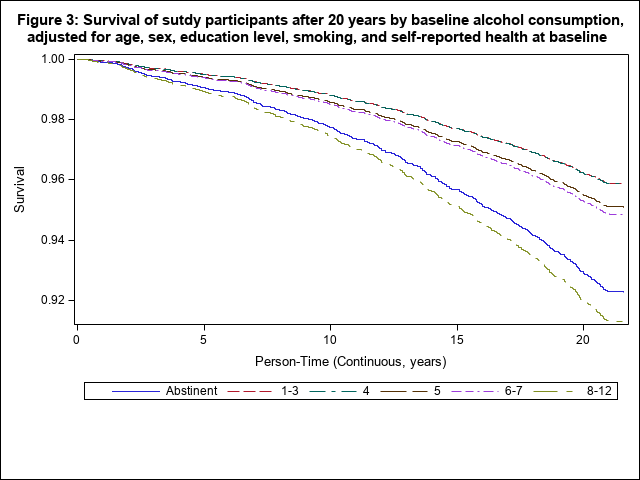 Figure 3: Survival of sutdy participants after 20 years by baseline alcohol consumption,
adjusted for age, sex, education level, smoking, and self-reported health at baseline
1.00
0.98
0.96
0.94
0.92
Survival
0 5 10 15 20
Person-Time (Continuous, years)
Abstinent 1-3 4 5 6-7 8-12